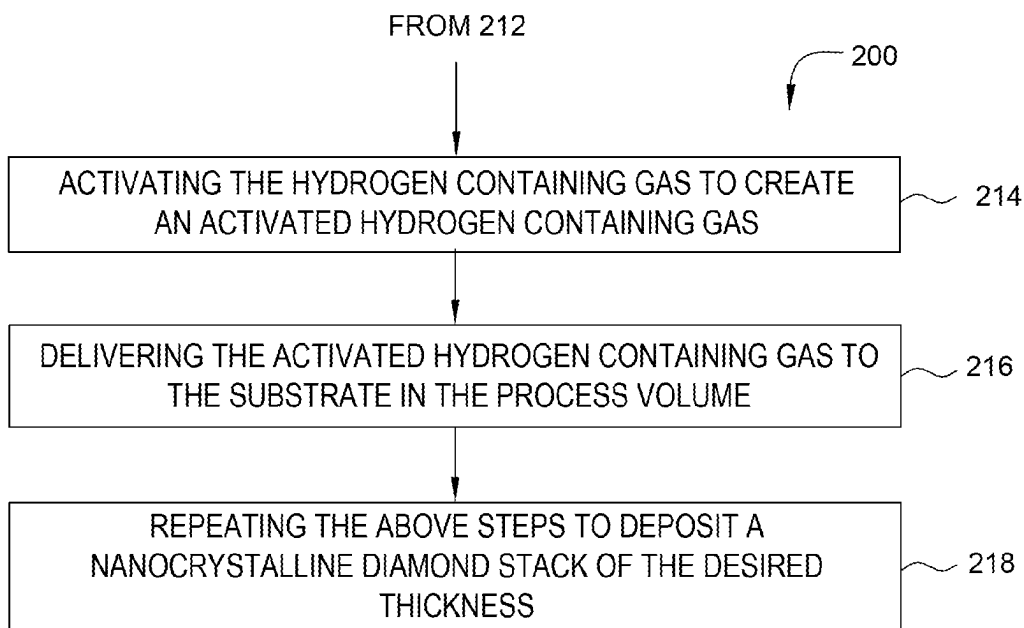 FROM 212
200
ACTIVATING THE HYDROGEN CONTAINING GAS TO CREATE
AN ACTIVATED HYDROGEN CONTAINING GAS
214
DELIVERING THE ACTIVATED HYDROGEN CONTAINING GAS TO
THE SUBSTRATE IN THE PROCESS VOLUME
216
REPEATING THE ABOVE STEPS TO DEPOSIT A
NANOCRYSTALLINE DIAMOND STACK OF THE DESIRED
THICKNESS
218